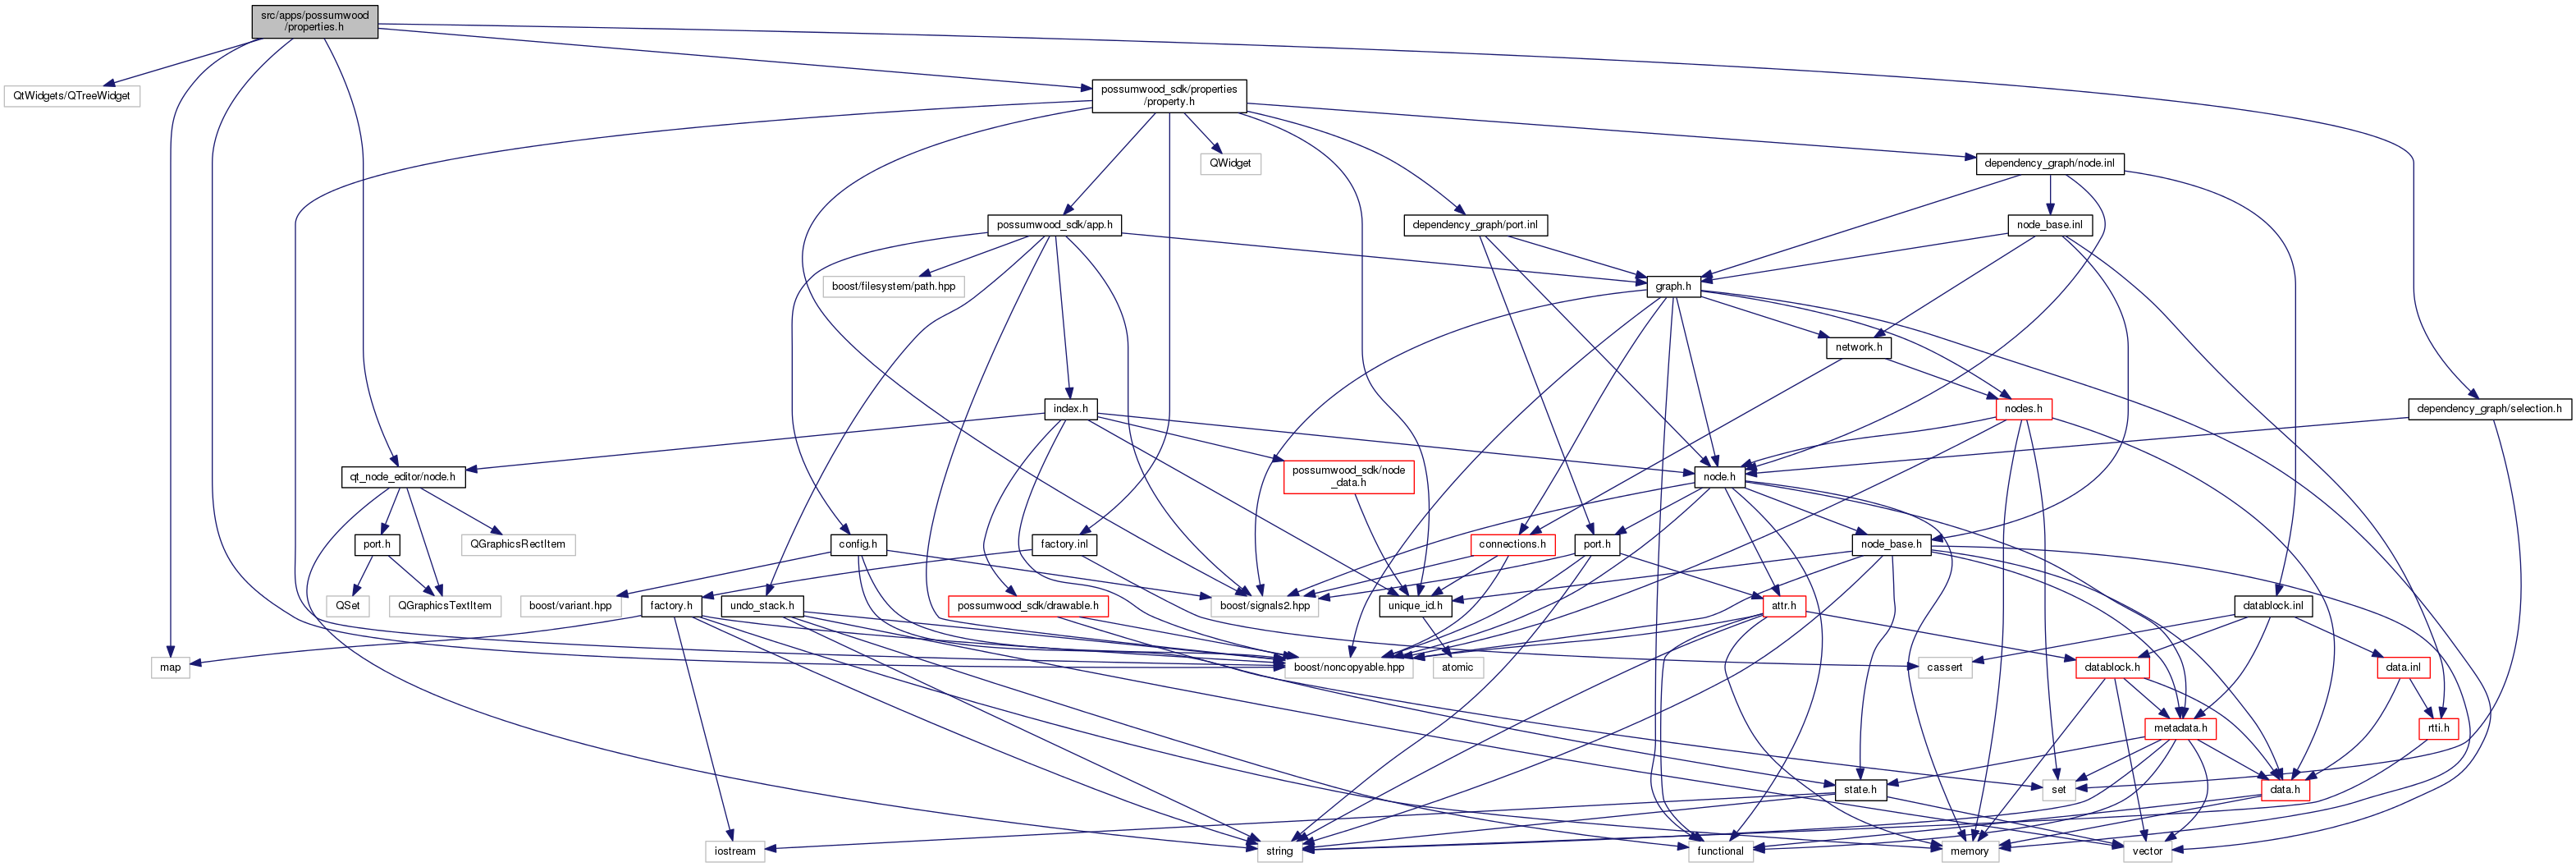 src/apps/possumwood
/properties.h
QtWidgets/QTreeWidget
possumwood_sdk/properties
/property.h
QWidget
dependency_graph/node.inl
possumwood_sdk/app.h
dependency_graph/port.inl
node_base.inl
boost/filesystem/path.hpp
graph.h
network.h
index.h
nodes.h
dependency_graph/selection.h
qt_node_editor/node.h
possumwood_sdk/node
_data.h
node.h
port.h
QGraphicsRectItem
config.h
factory.inl
connections.h
port.h
node_base.h
QSet
QGraphicsTextItem
boost/variant.hpp
factory.h
undo_stack.h
possumwood_sdk/drawable.h
boost/signals2.hpp
unique_id.h
attr.h
datablock.inl
map
boost/noncopyable.hpp
atomic
cassert
datablock.h
data.inl
metadata.h
rtti.h
state.h
set
data.h
iostream
string
functional
memory
vector